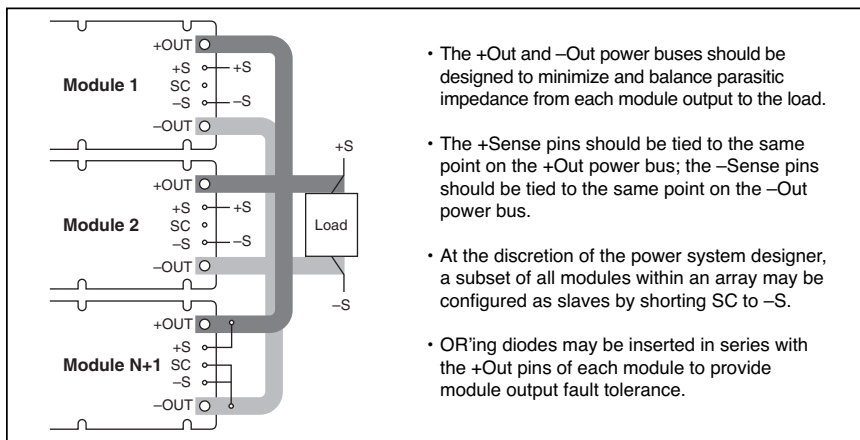 +OUT
+S
+S
Module 1
SC
–S
–S
–OUT
+OUT
+S
+S
Module 2
SC
–S
–S
–OUT
+OUT
+S
Module N+1
SC
–S
–OUT
+S
Load
–S
• The +Out and –Out power buses should be
designed to minimize and balance parasitic
impedance from each module output to the load.
• The +Sense pins should be tied to the same
point on the +Out power bus; the –Sense pins
should be tied to the same point on the –Out
power bus.
• At the discretion of the power system designer,
a subset of all modules within an array may be
configured as slaves by shorting SC to –S.
• OR'ing diodes may be inserted in series with
the +Out pins of each module to provide
module output fault tolerance.